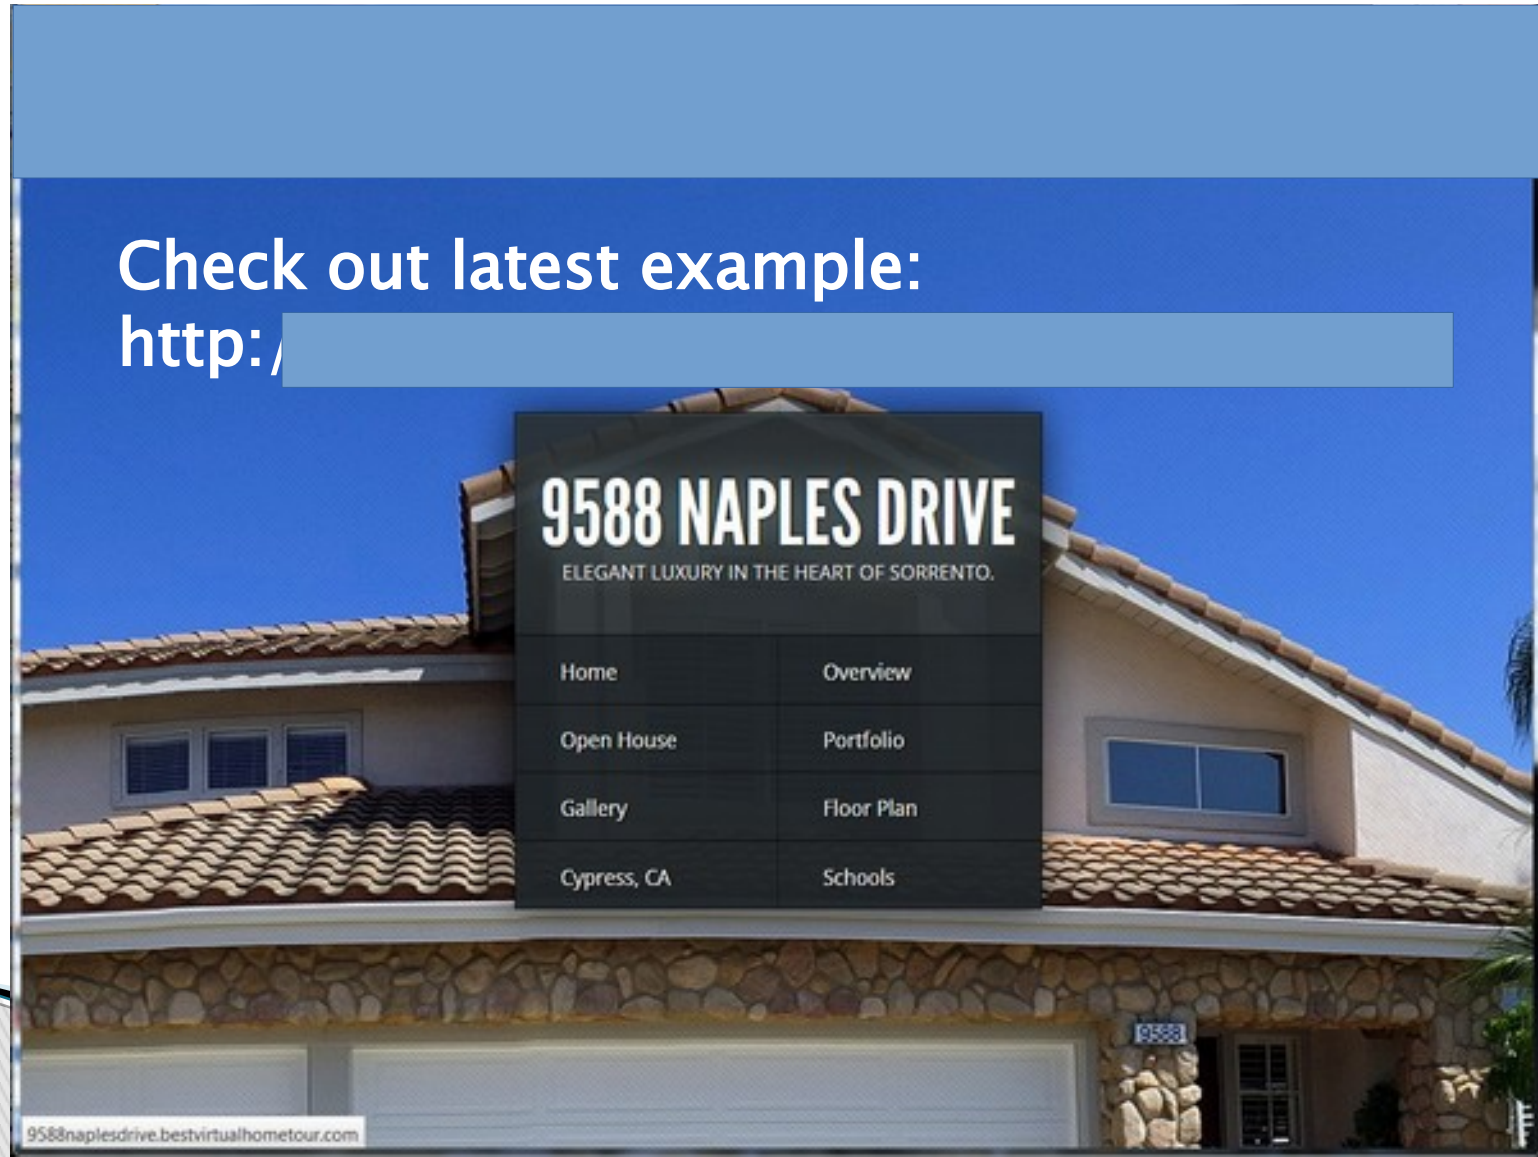 Check out latest example:
http:/
9588 NAPLES DRIVE
ELEGANT LUXURY IN THE HEART OF SORRENTO.
Home Overview
Open House Portfolio
Gallery Floor Plan
Cypress, CA Schools
9588
9588naplesdrive.bestvirtualhometour.com